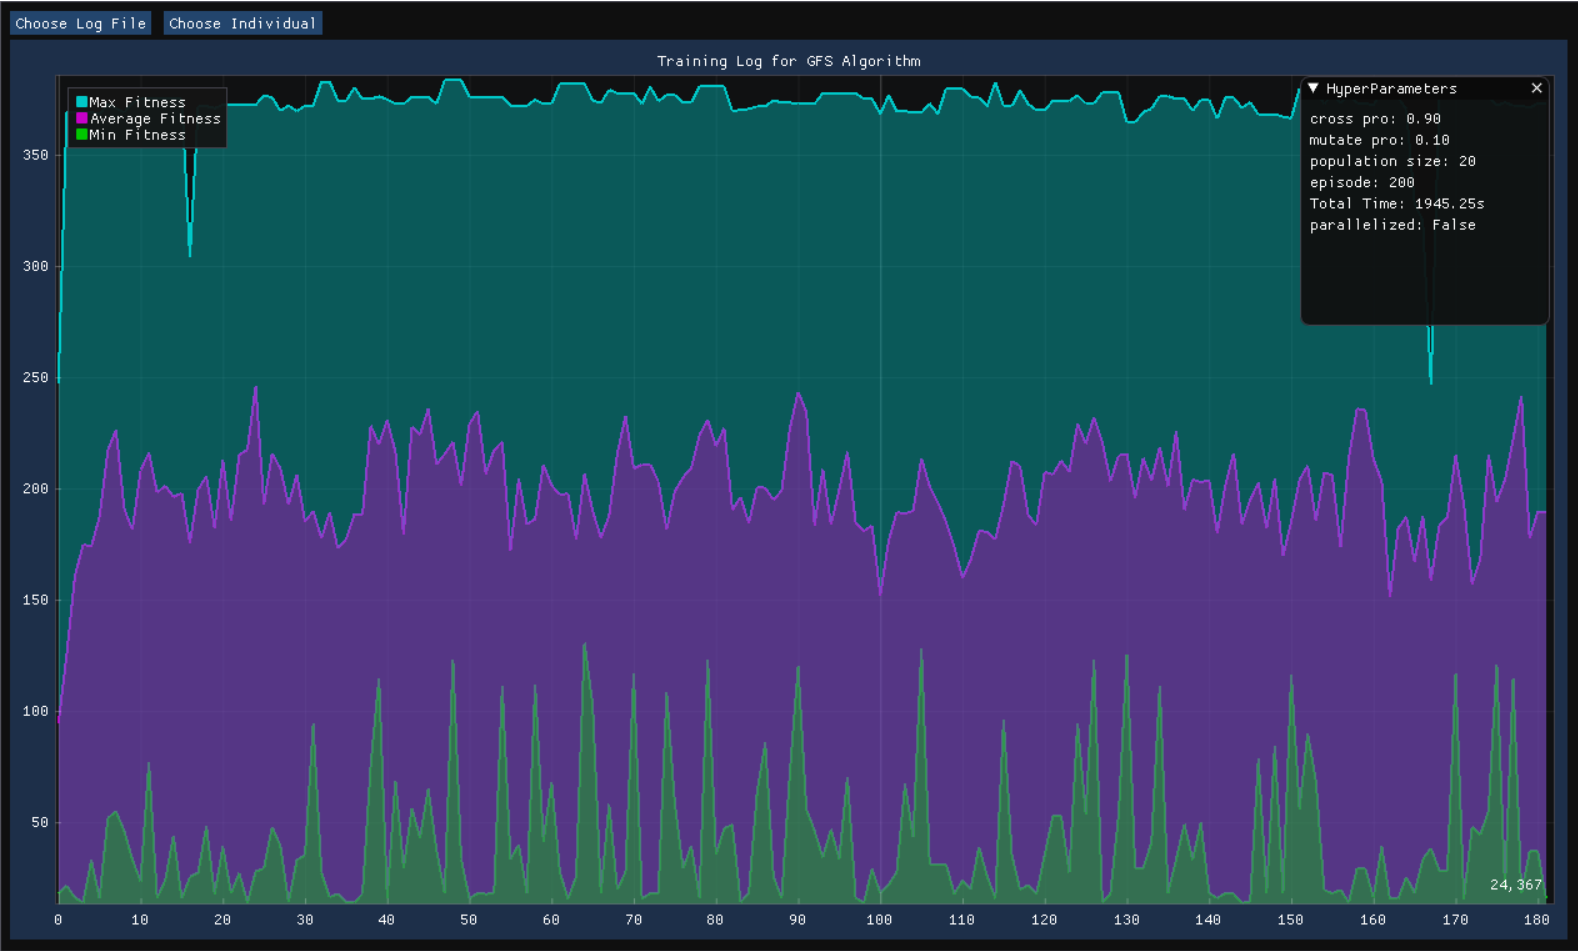 Choose Log File Choose Individual
Training Log for GFS Algorithm
Max Fitness
Average Fitness
Min Fitness
▼ HyperParameters ✕
cross pro: 0.90
mutate pro: 0.10
population size: 20
episode: 200
Total Time: 1945.25s
parallelized: False
350
300
250
200
150
100
50
24,367
0 10 20 30 40 50 60 70 80 90 100 110 120 130 140 150 160 170 180